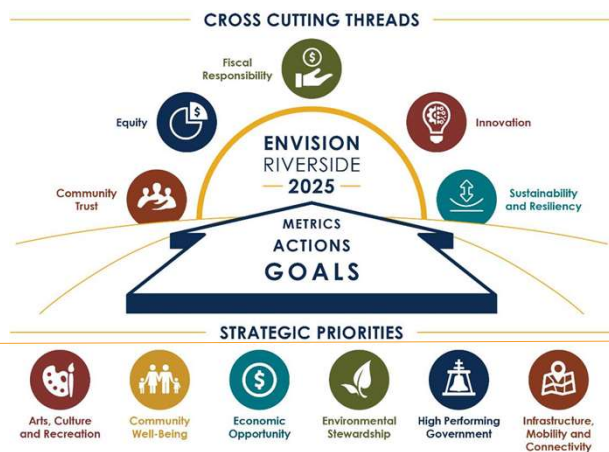 CROSS CUTTING THREADS
Fiscal
Responsibility
$
Equity
$
Innovation
Community
Trust
Sustainability
and Resiliency
ENVISION
RIVERSIDE
2025
METRICS
ACTIONS
GOALS
STRATEGIC PRIORITIES
$
Arts, Culture
and Recreation
Community
Well-Being
Economic
Opportunity
Environmental
Stewardship
High Performing
Government
Infrastructure,
Mobility and
Connectivity